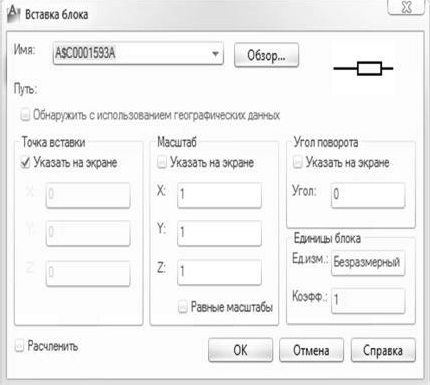 Вставка блока
Имя: A$C0001593A Обзор...
Путь:
Обнаружить с использованием географических данных
Точка вставки
Указать на экране
X: 0
Y: 0
Z: 0
Масштаб
Указать на экране
X: 1
Y: 1
Z: 1
Равные масштабы
Угол поворота
Указать на экране
Угол: 0
Единицы блока
Ед.изм.: Безразмерный
Коэфф.: 1
Расчленить
ОК Отмена Справка